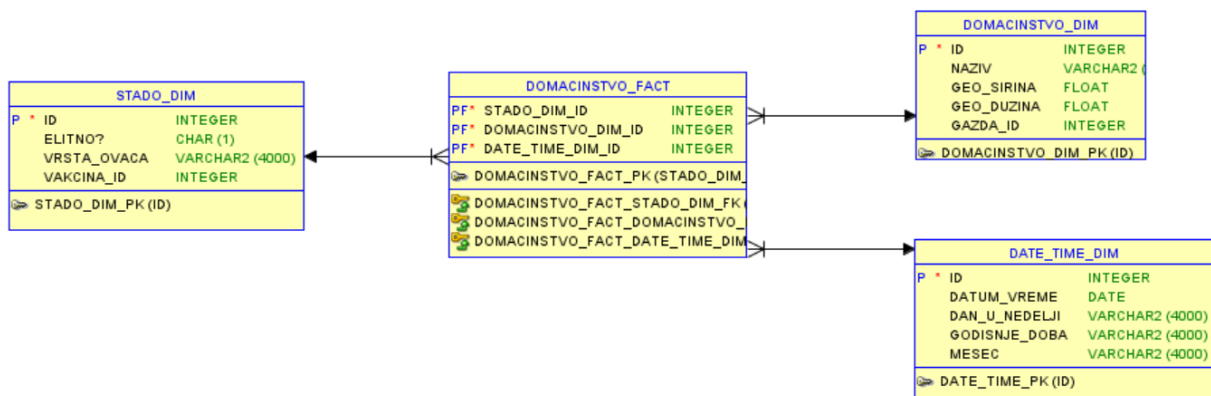 STADO_DIM
P * ID INTEGER
ELITNO? CHAR (1)
VRSTA_OVACA VARCHAR2 (4000)
VAKCINA_ID INTEGER
STADO_DIM_PK (ID)
DOMACINSTVO_FACT
PF* STADO_DIM_ID INTEGER
PF* DOMACINSTVO_DIM_ID INTEGER
PF* DATE_TIME_DIM_ID INTEGER
DOMACINSTVO_FACT_PK (STADO_DIM_
DOMACINSTVO_FACT_STADO_DIM_FK (
DOMACINSTVO_FACT_DOMACINSTVO_
DOMACINSTVO_FACT_DATE_TIME_DIM
DOMACINSTVO_DIM
P * ID INTEGER
NAZIV VARCHAR2 (
GEO_SIRINA FLOAT
GEO_DUZINA FLOAT
GAZDA_ID INTEGER
DOMACINSTVO_DIM_PK (ID)
DATE_TIME_DIM
P * ID INTEGER
DATUM_VREME DATE
DAN_U_NEDELJI VARCHAR2 (4000)
GODISNJE_DOBA VARCHAR2 (4000)
MESEC VARCHAR2 (4000)
DATE_TIME_PK (ID)